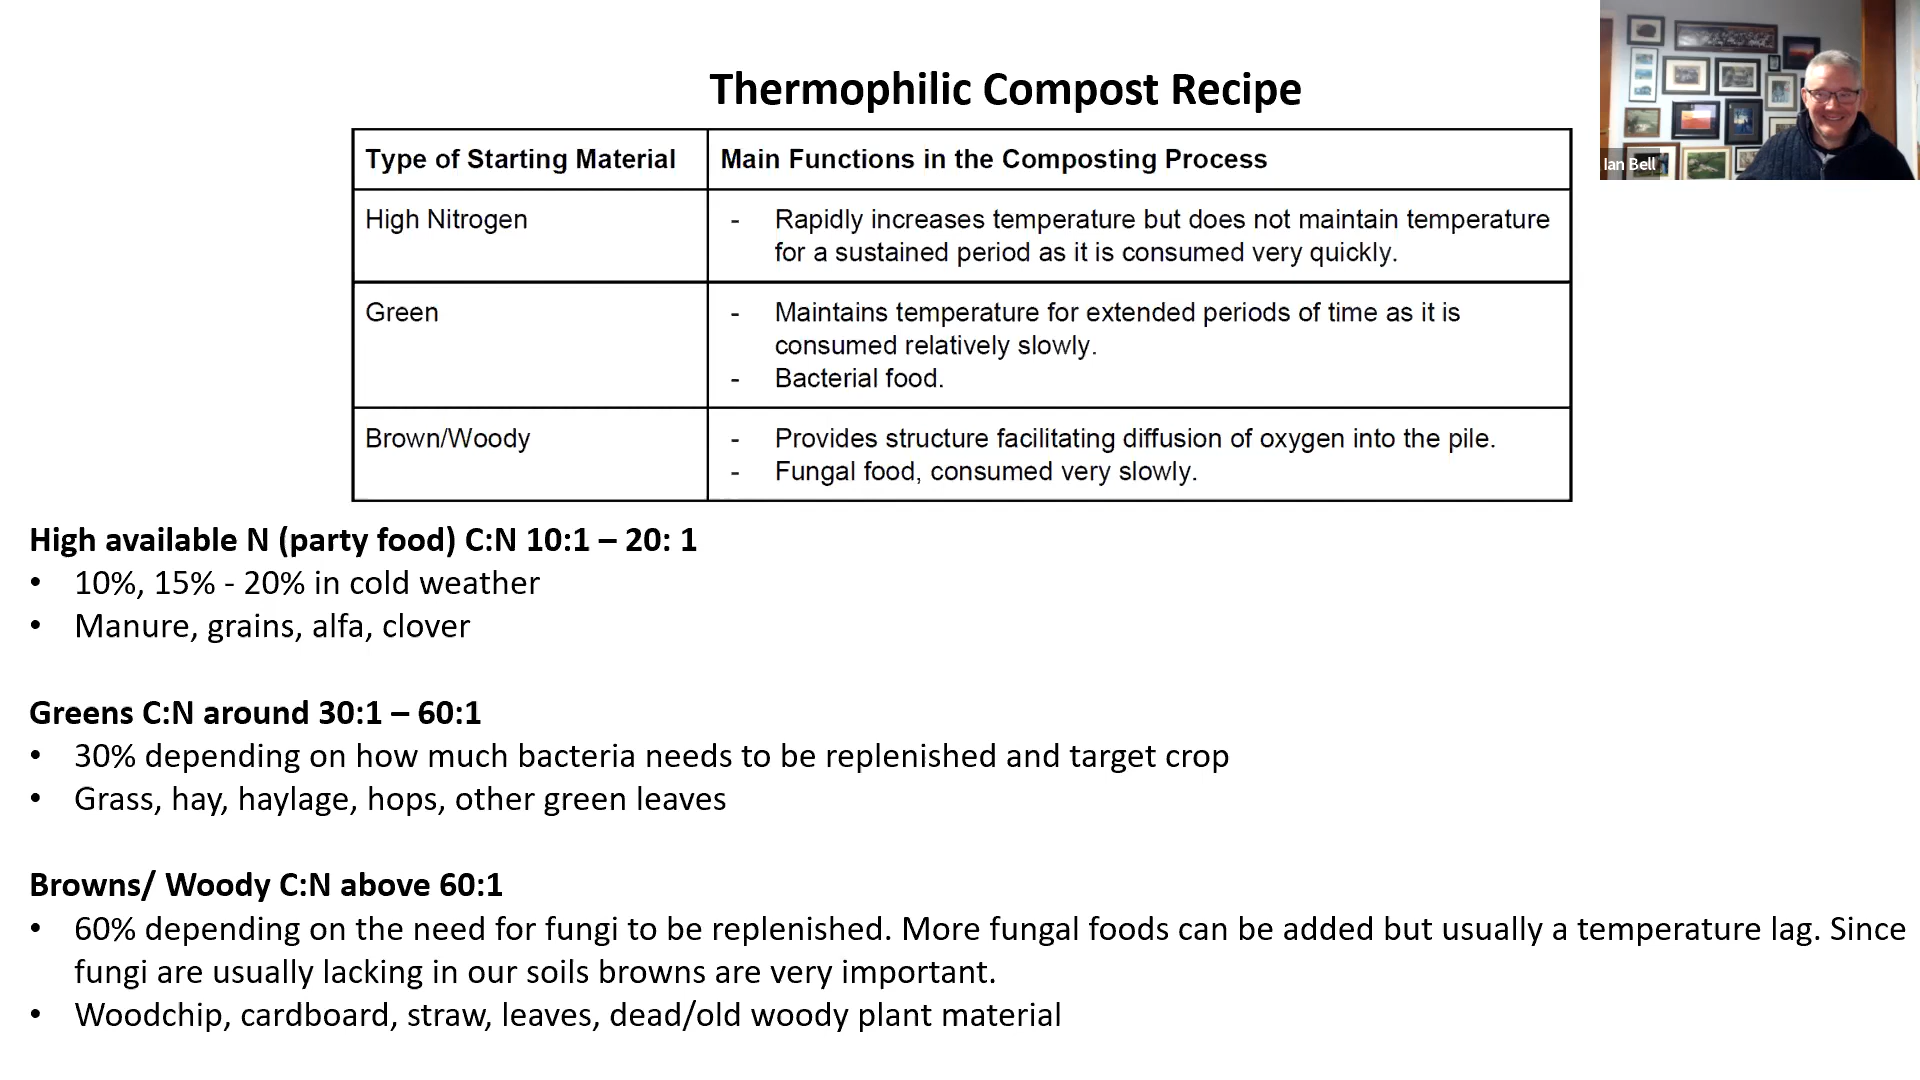 Thermophilic Compost Recipe
Ian Bell
Type of Starting Material
Main Functions in the Composting Process
High Nitrogen
- Rapidly increases temperature but does not maintain temperature
for a sustained period as it is consumed very quickly.
Green
- Maintains temperature for extended periods of time as it is
consumed relatively slowly.
- Bacterial food.
Brown/Woody
- Provides structure facilitating diffusion of oxygen into the pile.
- Fungal food, consumed very slowly.
High available N (party food) C:N 10:1 – 20: 1
• 10%, 15% - 20% in cold weather
• Manure, grains, alfa, clover
Greens C:N around 30:1 – 60:1
• 30% depending on how much bacteria needs to be replenished and target crop
• Grass, hay, haylage, hops, other green leaves
Browns/ Woody C:N above 60:1
• 60% depending on the need for fungi to be replenished. More fungal foods can be added but usually a temperature lag. Since
fungi are usually lacking in our soils browns are very important.
• Woodchip, cardboard, straw, leaves, dead/old woody plant material